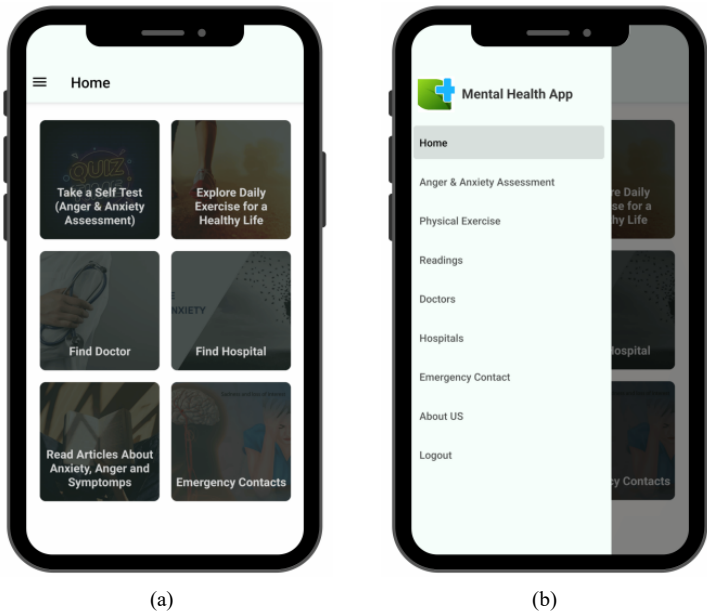 Home
QUIZ
TIME
Take a Self Test
(Anger & Anxiety
Assessment)
Explore Daily
Exercise for a
Healthy Life
Find Doctor
XIETY
Find Hospital
Read Articles About
Anxiety, Anger and
Symptomps
Emergency Contacts
(a)
Mental Health App
Home
Anger & Anxiety Assessment
Physical Exercise
Readings
Doctors
Hospitals
Emergency Contact
About US
Logout
re Daily
se for a
hy Life
Hospital
cy Contacts
(b)